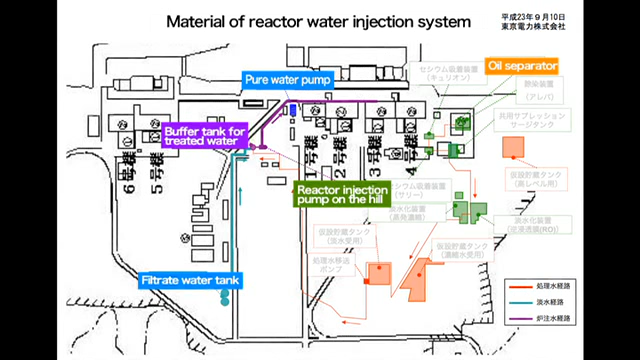 Material of reactor water injection system
平成23年9月10日
東京電力株式会社
Oil separator
セシウム吸着装置
(キュリオン)
Pure water pump
除染装置
(アレバ)
共用サプレッション
サージタンク
Buffer tank for
treated water
6号機
5号機
1号機
2号機
3号機
4号機
仮設貯蔵タンク
(高レベル用)
Reactor injection
pump on the hill
セシウム吸着装置
(サリー)
淡水化装置
(蒸発濃縮)
淡水化装置
(逆浸透膜(RO))
仮設貯蔵タンク
(淡水受用)
仮設貯蔵タンク
(濃縮水受用)
処理水移送
ポンプ
Filtrate water tank
処理水経路
淡水経路
炉注水経路